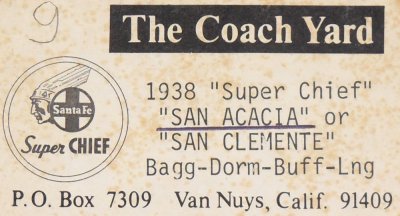 9
The Coach Yard
1938 "Super Chief"
"SAN ACACIA" or
"SAN CLEMENTE"
Bagg-Dorm-Buff-Lng
Santa Fe
Super CHIEF
P.O. Box 7309 Van Nuys, Calif. 91409